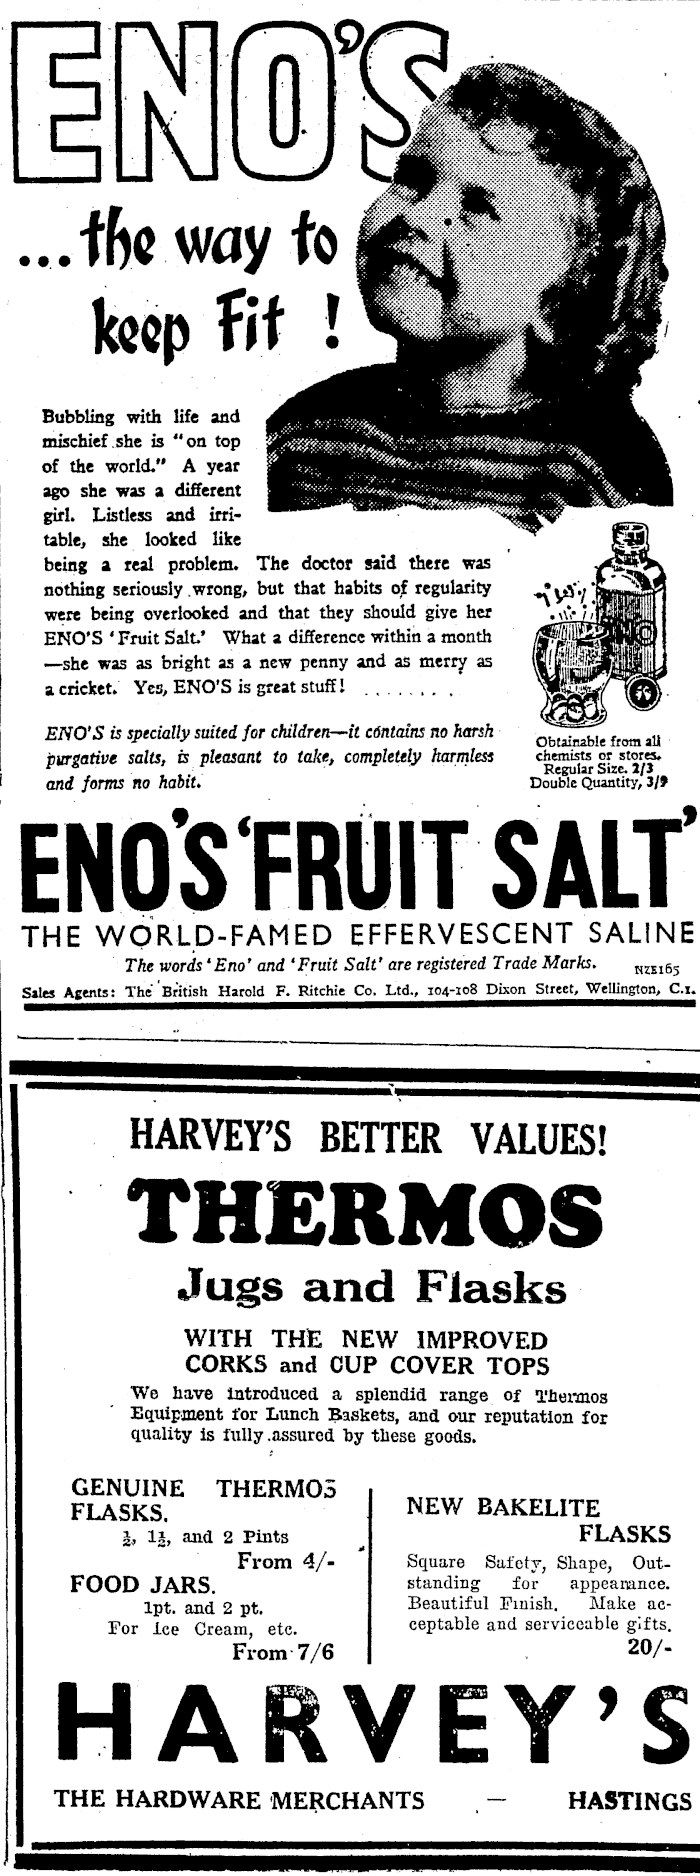 ENO'S
...the way to
keep Fit !
Bubbling with life and
mischief she is "on top
of the world." A year
ago she was a different
girl. Listless and irri-
table, she looked like
being a real problem. The doctor said there was
nothing seriously wrong, but that habits of regularity
were being overlooked and that they should give her
ENO'S 'Fruit Salt.' What a difference within a month
—she was as bright as a new penny and as merry as
a cricket. Yes, ENO'S is great stuff! . . . . . . . .
ENO'S is specially suited for children—it contains no harsh
purgative salts, is pleasant to take, completely harmless
and forms no habit.
ENO
Obtainable from all
chemists or stores.
Regular Size. 2/3
Double Quantity, 3/9
ENO'S 'FRUIT SALT'
THE WORLD-FAMED EFFERVESCENT SALINE
The words 'Eno' and 'Fruit Salt' are registered Trade Marks.
NZE165
Sales Agents: The British Harold F. Ritchie Co. Ltd., 104-108 Dixon Street, Wellington, C.1.
HARVEY'S BETTER VALUES!
THERMOS
Jugs and Flasks
WITH THE NEW IMPROVED
CORKS and CUP COVER TOPS
We have introduced a splendid range of Thermos
Equipment for Lunch Baskets, and our reputation for
quality is fully assured by these goods.
GENUINE THERMOS
FLASKS.
½, 1½, and 2 Pints
From 4/-
FOOD JARS.
1pt. and 2 pt.
For Ice Cream, etc.
From 7/6
NEW BAKELITE
FLASKS
Square Safety, Shape, Out-
standing for appearance.
Beautiful Finish. Make ac-
ceptable and serviceable gifts.
20/-
HARVEY'S
THE HARDWARE MERCHANTS — HASTINGS